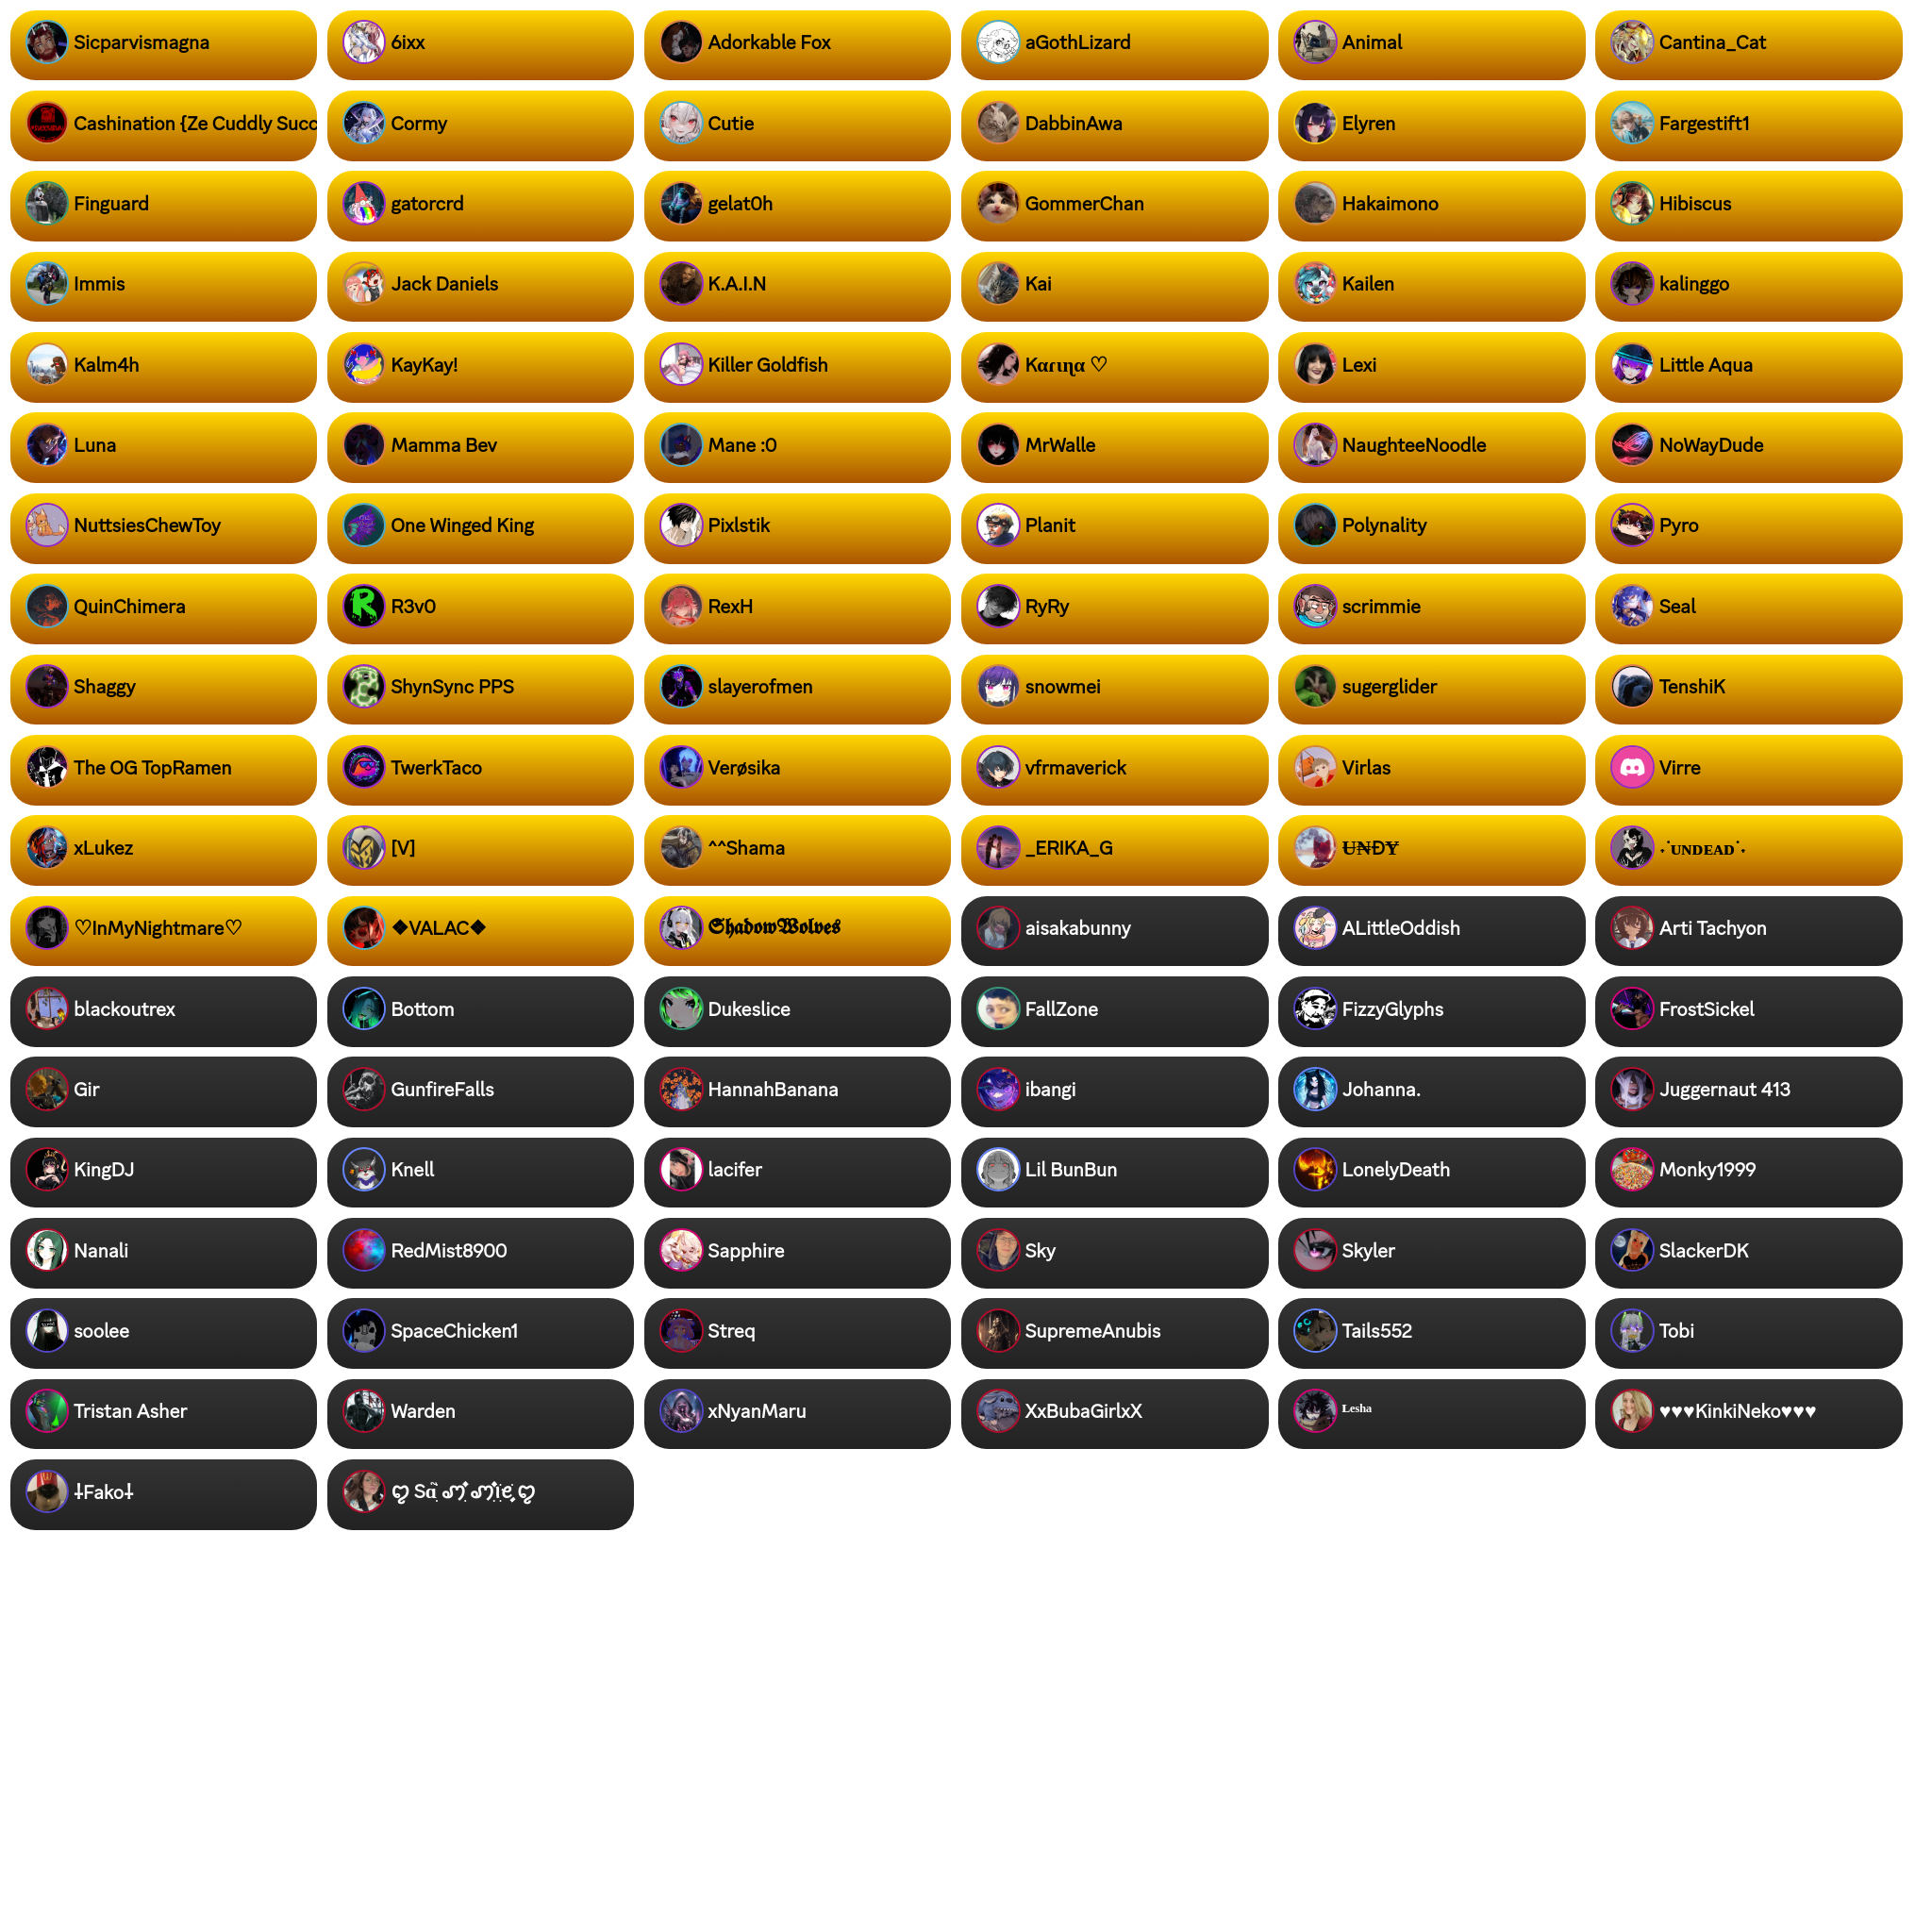 Sicparvismagna
6ixx
Adorkable Fox
aGothLizard
Animal
Cantina_Cat
Cashination {Ze Cuddly Succ
Cormy
Cutie
DabbinAwa
Elyren
Fargestift1
Finguard
gatorcrd
gelat0h
GommerChan
Hakaimono
Hibiscus
Immis
Jack Daniels
K.A.I.N
Kai
Kailen
kalinggo
Kalm4h
KayKay!
Killer Goldfish
Kαɾιɳα ♡
Lexi
Little Aqua
Luna
Mamma Bev
Mane :0
MrWalle
NaughteeNoodle
NoWayDude
NuttsiesChewToy
One Winged King
Pixlstik
Planit
Polynality
Pyro
QuinChimera
R3v0
RexH
RyRy
scrimmie
Seal
Shaggy
ShynSync PPS
slayerofmen
snowmei
sugerglider
TenshiK
The OG TopRamen
TwerkTaco
Verøsika
vfrmaverick
Virlas
Virre
xLukez
[V]
^^Shama
_ERIKA_G
U̶N̶ĐɎ
˖˙ᴜɴᴅᴇᴀᴅ˙˖
♡InMyNightmare♡
❖VALAC❖
𝕾𝖍𝖆𝖉𝖔𝖜𝖂𝖔𝖑𝖛𝖊𝖘
aisakabunny
ALittleOddish
Arti Tachyon
blackoutrex
Bottom
Dukeslice
FallZone
FizzyGlyphs
FrostSickel
Gir
GunfireFalls
HannahBanana
ibangi
Johanna.
Juggernaut 413
KingDJ
Knell
lacifer
Lil BunBun
LonelyDeath
Monky1999
Nanali
RedMist8900
Sapphire
Sky
Skyler
SlackerDK
soolee
SpaceChicken1
Streq
SupremeAnubis
Tails552
Tobi
Tristan Asher
Warden
xNyanMaru
XxBubaGirlxX
ᴸᵉˢʰᵃ
♥♥♥KinkiNeko♥♥♥
⸸Fako⸸